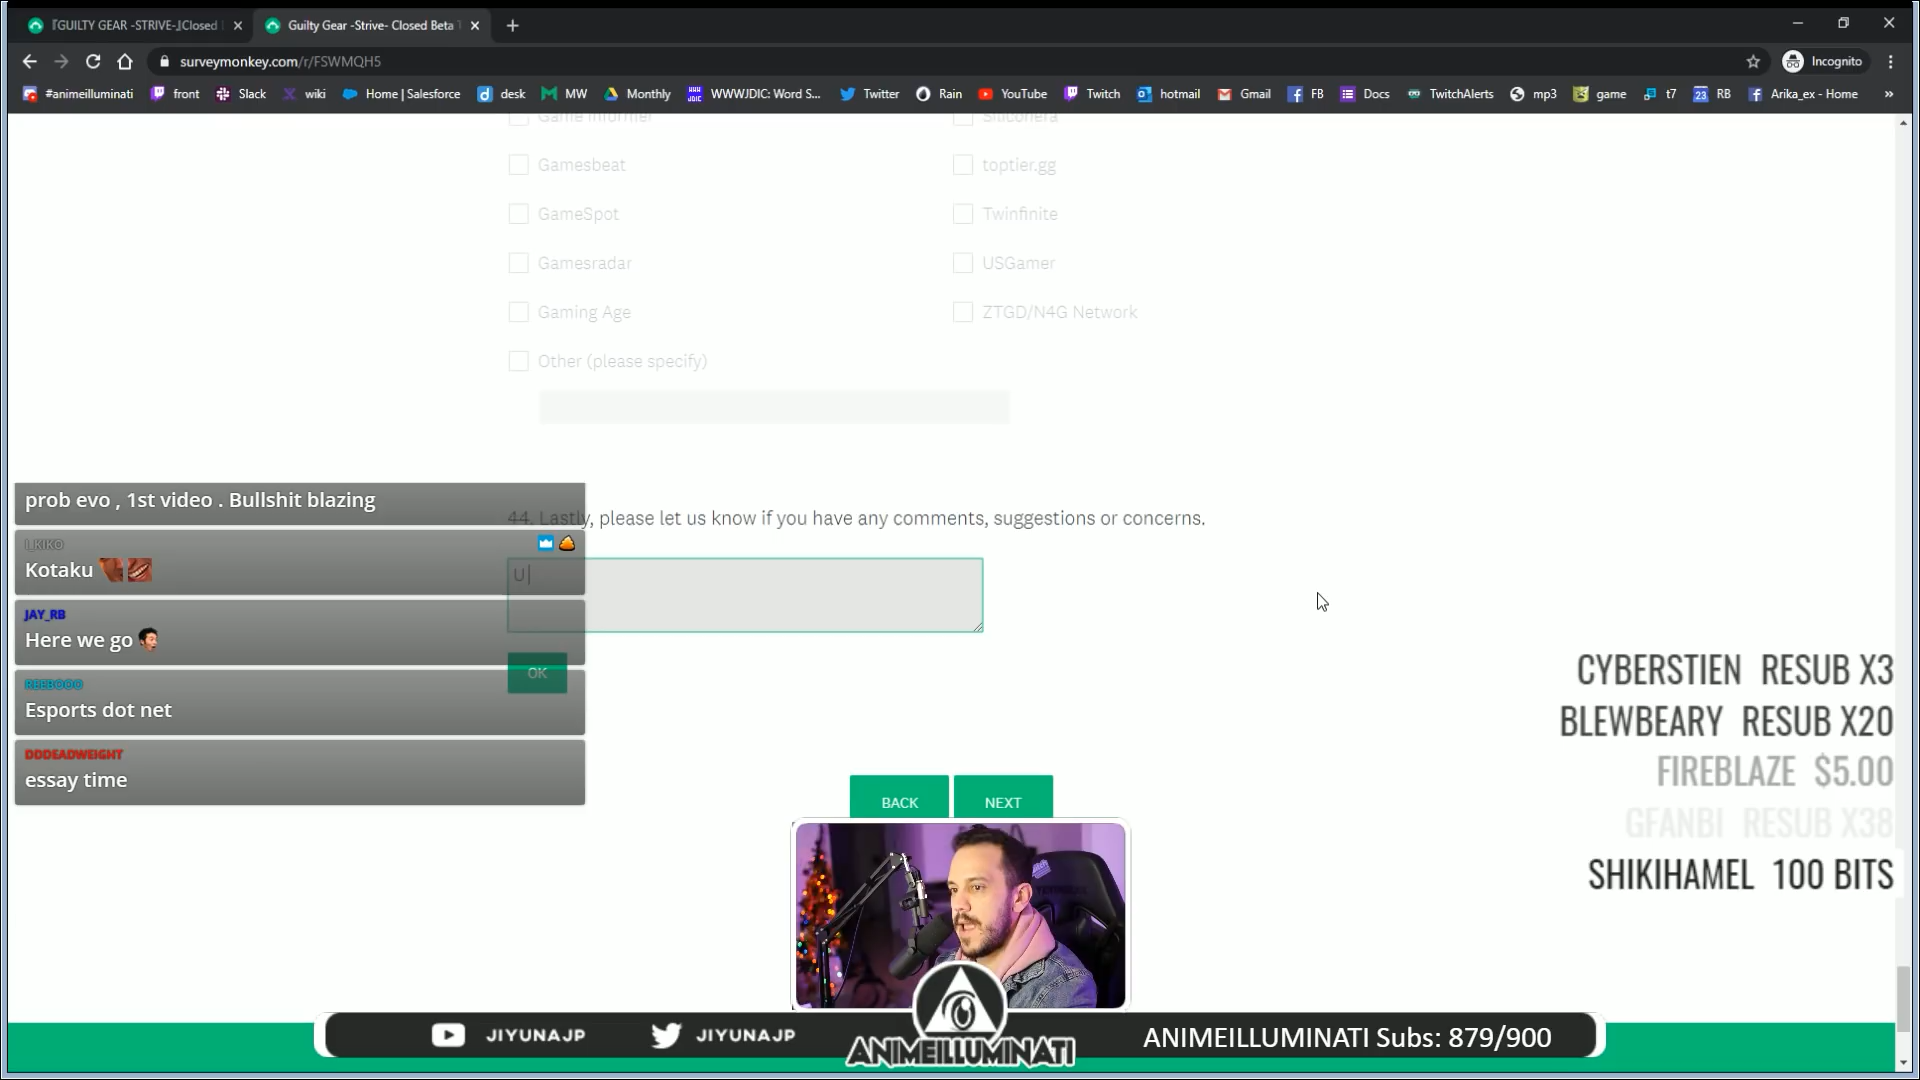 『GUILTY GEAR -STRIVE-』Closed
Guilty Gear -Strive- Closed Beta
surveymonkey.com/r/FSWMQH5
Incognito
#animeilluminati
front
Slack
wiki
Home | Salesforce
desk
MW
Monthly
WWWJDIC: Word S...
Twitter
Rain
YouTube
Twitch
hotmail
Gmail
FB
Docs
TwitchAlerts
mp3
game
t7
RB
Arika_ex - Home
»
Game Informer
Siliconera
Gamesbeat
toptier.gg
GameSpot
Twinfinite
Gamesradar
USGamer
Gaming Age
ZTGD/N4G Network
Other (please specify)
44. Lastly, please let us know if you have any comments, suggestions or concerns.
U
OK
BACK
NEXT
prob evo , 1st video . Bullshit blazing
I_KIKO
Kotaku
JAY_RB
Here we go
REEBOOO
Esports dot net
DDDEADWEIGHT
essay time
CYBERSTIEN RESUB X3
BLEWBEARY RESUB X20
FIREBLAZE $5.00
GFANBI RESUB X38
SHIKIHAMEL 100 BITS
JIYUNAJP
JIYUNAJP
ANIMEILLUMINATI
ANIMEILLUMINATI Subs: 879/900